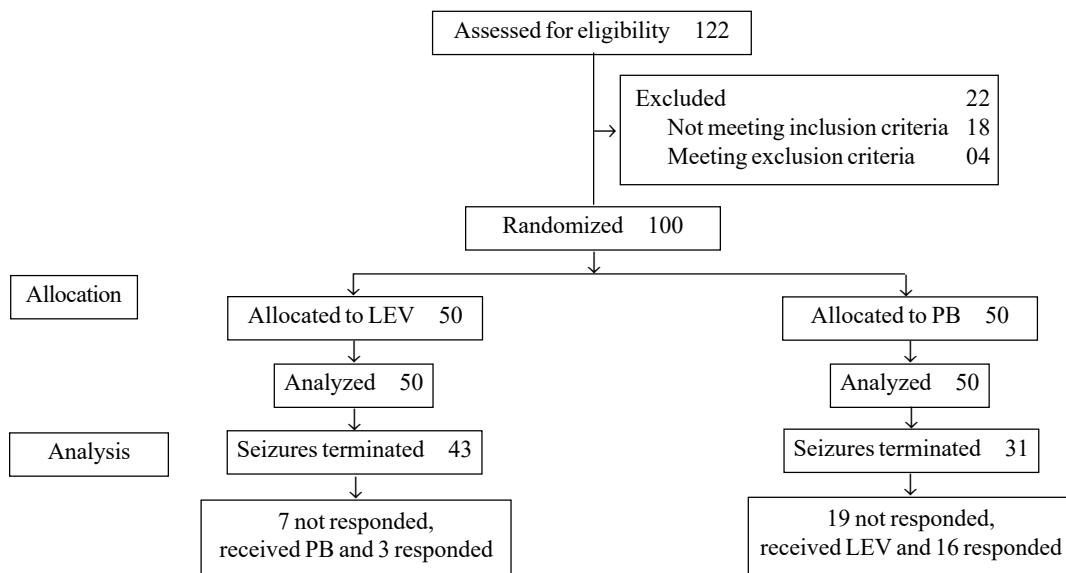 Assessed for eligibility 122
Excluded 22
Not meeting inclusion criteria 18
Meeting exclusion criteria 04
Randomized 100
Allocation
Allocated to LEV 50
Allocated to PB 50
Analyzed 50
Analyzed 50
Analysis
Seizures terminated 43
Seizures terminated 31
7 not responded,
received PB and 3 responded
19 not responded,
received LEV and 16 responded